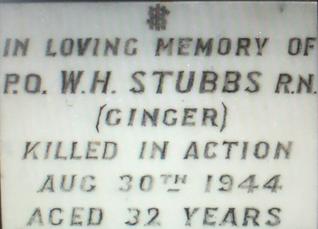 IN LOVING MEMORY OF
P.O. W.H. STUBBS R.N.
(GINGER)
KILLED IN ACTION
AUG 30TH 1944
AGED 32 YEARS